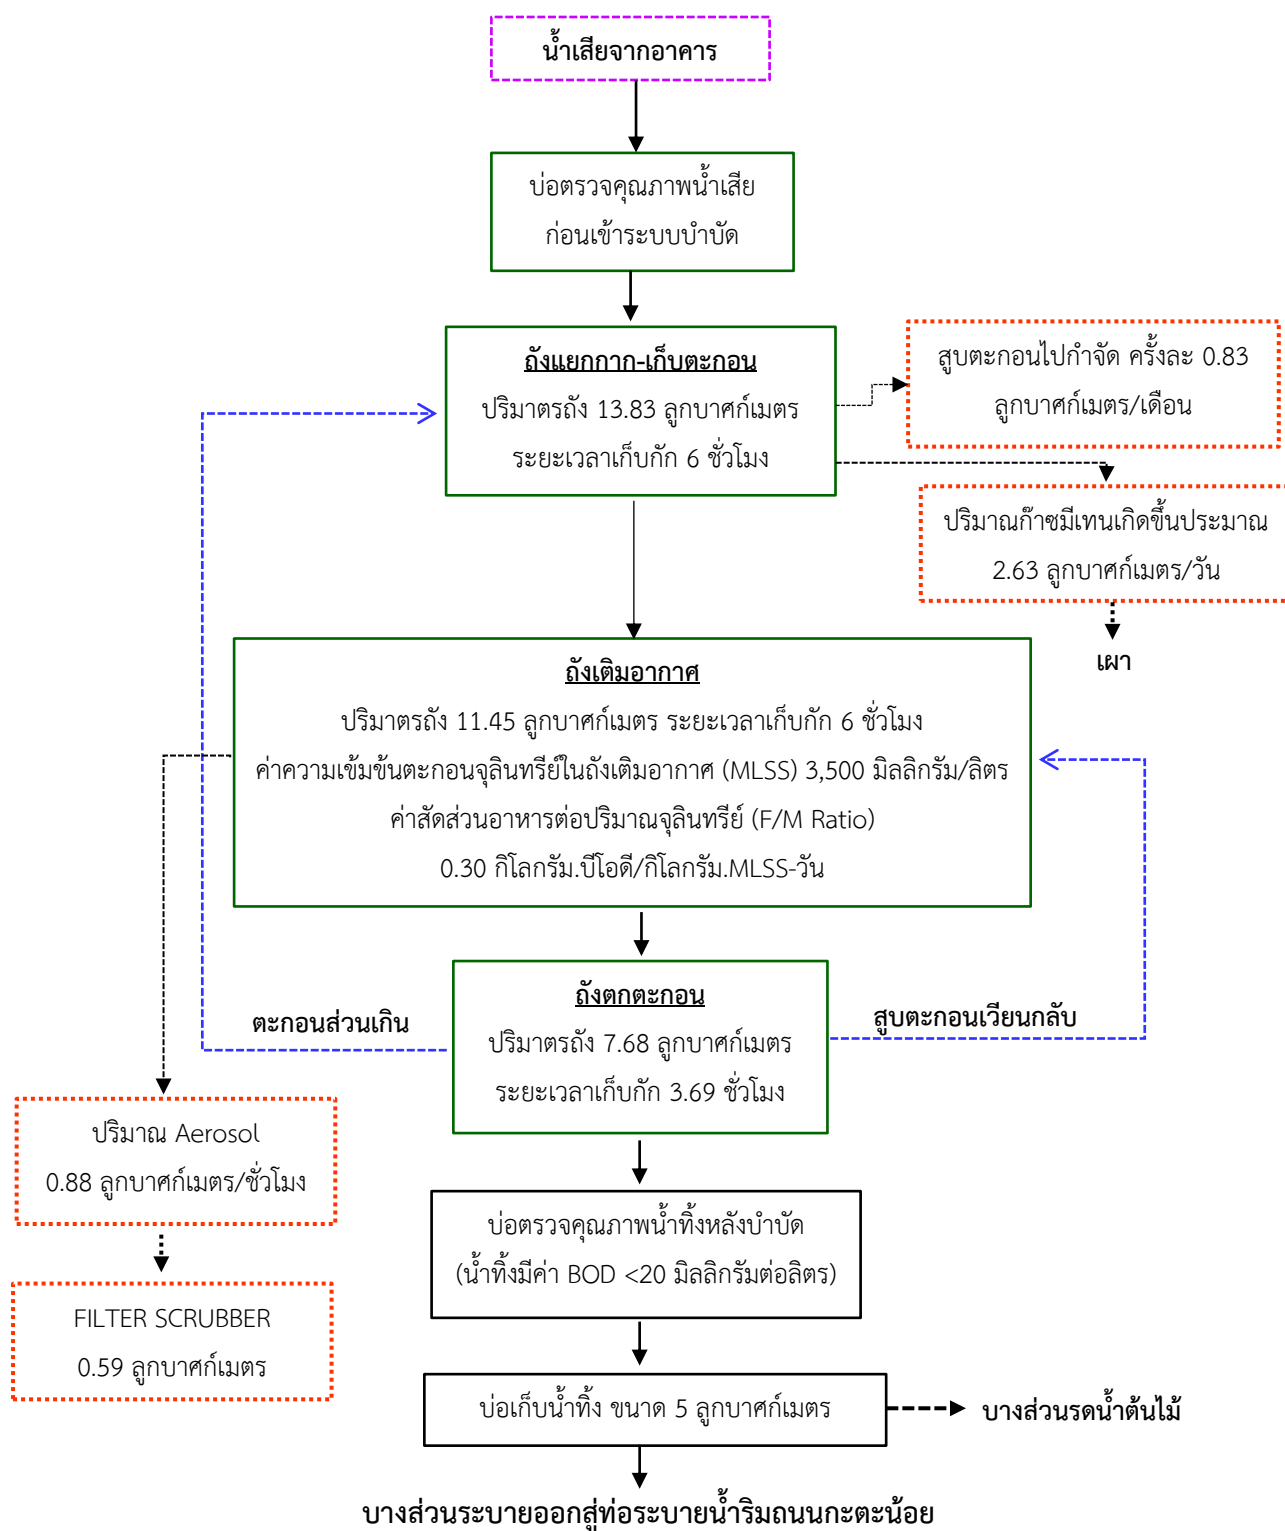 น้ำเสียจากอาคาร
บ่อตรวจคุณภาพน้ำเสีย
ก่อนเข้าระบบบำบัด
ถังแยกกาก-เก็บตะกอน
ปริมาตรถัง 13.83 ลูกบาศก์เมตร
ระยะเวลาเก็บกัก 6 ชั่วโมง
สูบตะกอนไปกำจัด ครั้งละ 0.83
ลูกบาศก์เมตร/เดือน
ปริมาณก๊าซมีเทนเกิดขึ้นประมาณ
2.63 ลูกบาศก์เมตร/วัน
เผา
ถังเติมอากาศ
ปริมาตรถัง 11.45 ลูกบาศก์เมตร ระยะเวลาเก็บกัก 6 ชั่วโมง
ค่าความเข้มข้นตะกอนจุลินทรีย์ในถังเติมอากาศ (MLSS) 3,500 มิลลิกรัม/ลิตร
ค่าสัดส่วนอาหารต่อปริมาณจุลินทรีย์ (F/M Ratio)
0.30 กิโลกรัม.บีโอดี/กิโลกรัม.MLSS-วัน
ถังตกตะกอน
ปริมาตรถัง 7.68 ลูกบาศก์เมตร
ระยะเวลาเก็บกัก 3.69 ชั่วโมง
ตะกอนส่วนเกิน
สูบตะกอนเวียนกลับ
ปริมาณ Aerosol
0.88 ลูกบาศก์เมตร/ชั่วโมง
FILTER SCRUBBER
0.59 ลูกบาศก์เมตร
บ่อตรวจคุณภาพน้ำทิ้งหลังบำบัด
(น้ำทิ้งมีค่า BOD <20 มิลลิกรัมต่อลิตร)
บ่อเก็บน้ำทิ้ง ขนาด 5 ลูกบาศก์เมตร
บางส่วนรดน้ำต้นไม้
บางส่วนระบายออกสู่ท่อระบายน้ำริมถนนกะตะน้อย